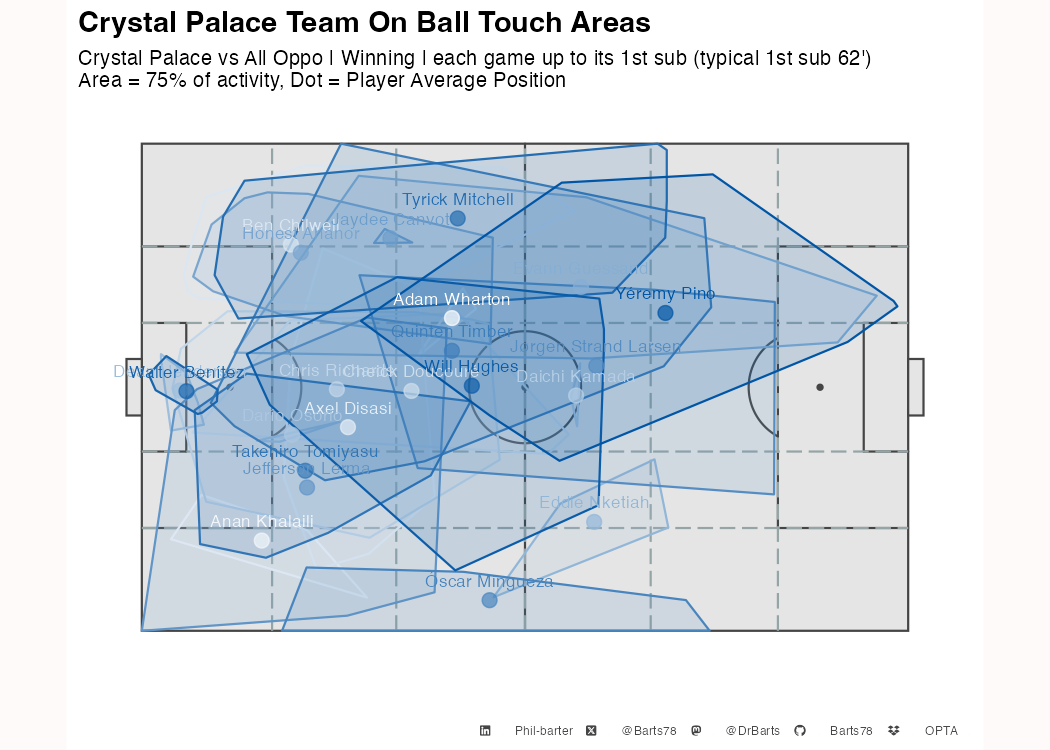 Crystal Palace Team On Ball Touch Areas
Crystal Palace vs All Oppo | Winning | each game up to its 1st sub (typical 1st sub 62')
Area = 75% of activity, Dot = Player Average Position
Tyrick Mitchell
Jaydee Canvot
Ben Chilwell
Honest Ahanor
Yéremy Pino
Adam Wharton
Quinten Timber
Jørgen Strand Larsen
Will Hughes
Walter Benítez
Chris Richards
Cheick Doucouré
Daichi Kamada
Axel Disasi
Osorio
Takehiro Tomiyasu
Jefferson Lerma
Eddie Nketiah
Anan Khalaili
Óscar Mingueza
Phil-barter
@Barts78
@DrBarts
Barts78
OPTA